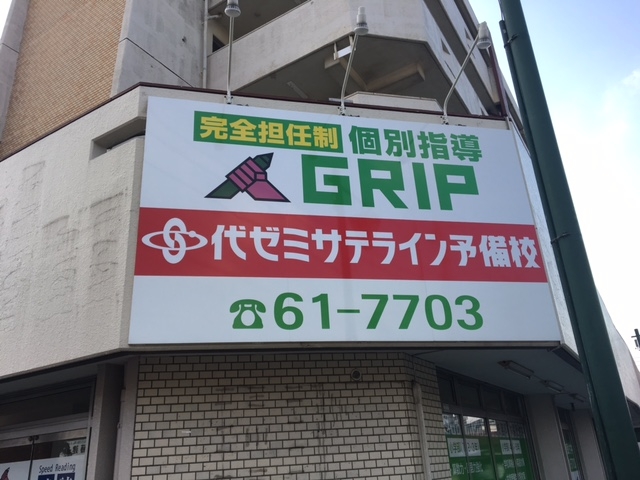 完全担任制 個別指導
GRIP
代ゼミサテライン予備校
☎61-7703
Speed Reading